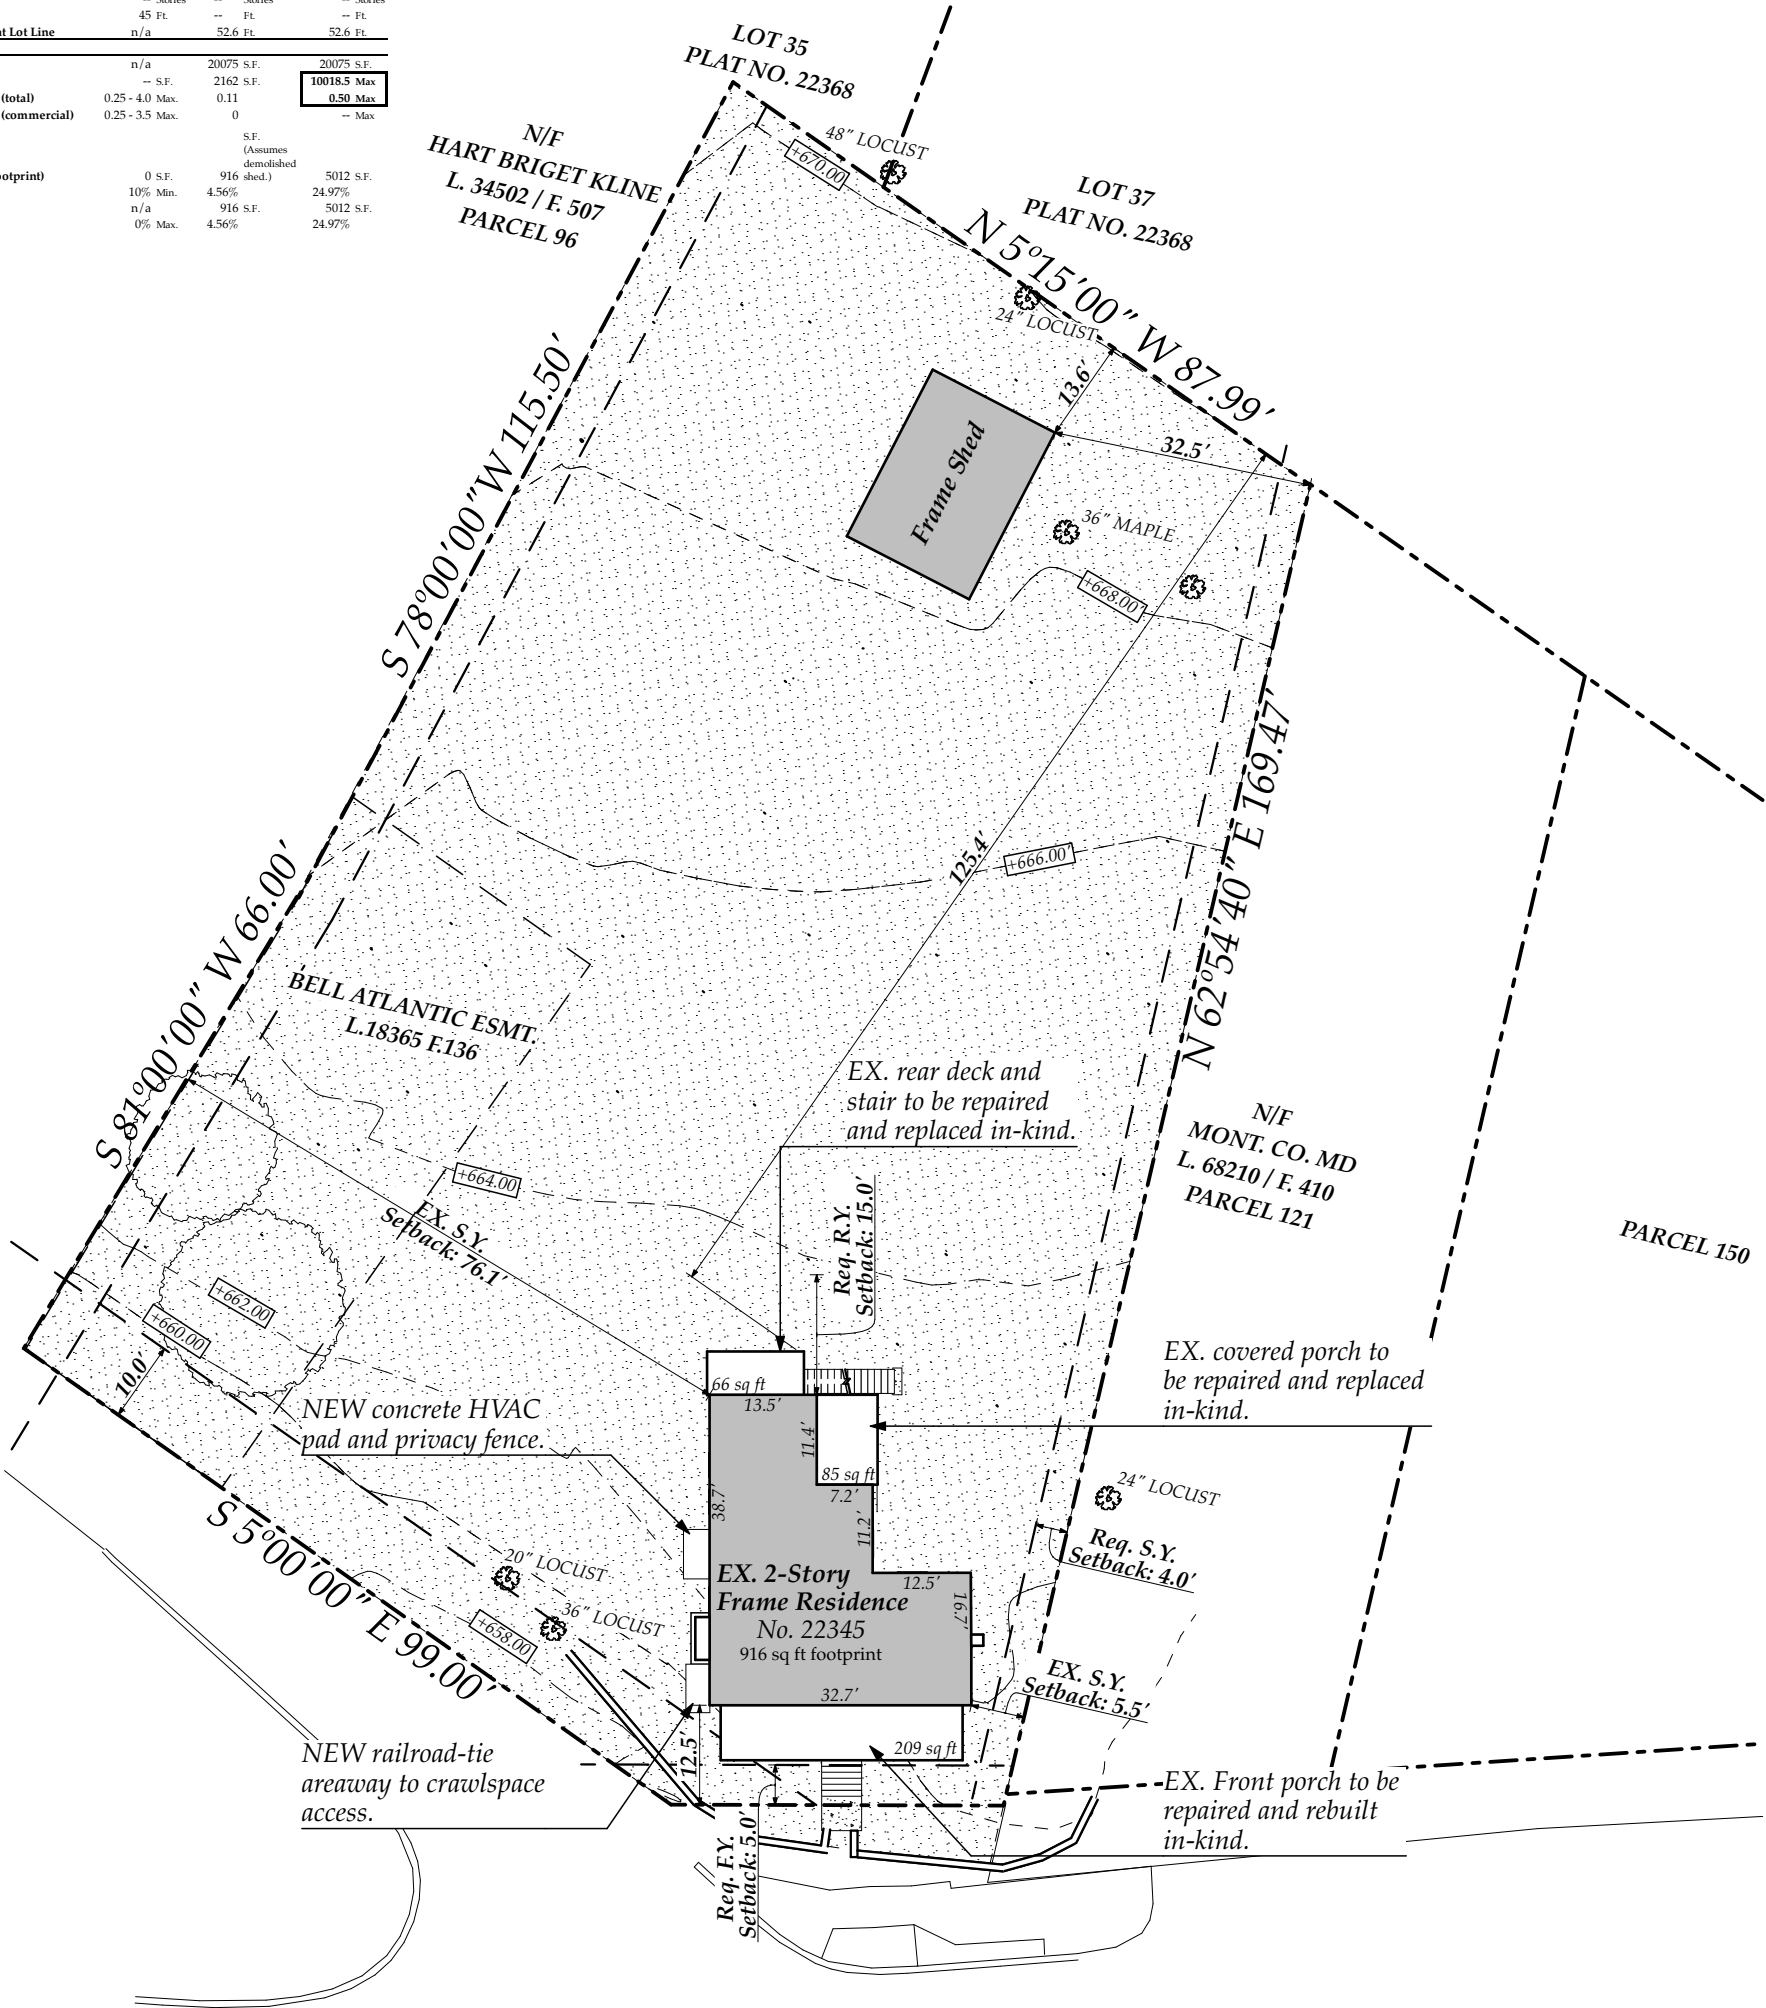 -- Stories -- Stories -- Stories
45 Ft. -- Ft. -- Ft.
t Lot Line n/a 52.6 Ft. 52.6 Ft.
n/a 20075 S.F. 20075 S.F.
-- S.F. 2162 S.F. 10018.5 Max
(total) 0.25 - 4.0 Max. 0.11 0.50 Max
(commercial) 0.25 - 3.5 Max. 0 -- Max
S.F.
(Assumes
demolished
otprint) 0 S.F. 916 shed.) 5012 S.F.
10% Min. 4.56% 24.97%
n/a 916 S.F. 5012 S.F.
0% Max. 4.56% 24.97%
LOT 35
PLAT NO. 22368
N/F
HART BRIGET KLINE
L. 34502 / F. 507
PARCEL 96
48" LOCUST
+670.00
LOT 37
PLAT NO. 22368
N 5°15'00" W 87.99'
24" LOCUST
13.6'
32.5'
Frame Shed
36" MAPLE
+668.00'
S 78°00'00"W 115.50'
N 62°54'40" E 169.47'
125.4'
+666.00'
S 81°00'00" W 66.00'
BELL ATLANTIC ESMT.
L.18365 F.136
EX. rear deck and
stair to be repaired
and replaced in-kind.
N/F
MONT. CO. MD
L. 68210 / F. 410
PARCEL 121
PARCEL 150
+664.00
EX. S.Y.
Setback: 76.1'
Req. R.Y.
Setback: 15.0'
+662.00
+660.00
10.0'
EX. covered porch to
be repaired and replaced
in-kind.
66 sq ft
13.5'
NEW concrete HVAC
pad and privacy fence.
11.4'
85 sq ft
7.2'
38.7'
11.2'
24" LOCUST
Req. S.Y.
Setback: 4.0'
S 5°00'00" E 99.00'
20" LOCUST
36" LOCUST
+658.00
EX. 2-Story
Frame Residence
No. 22345
916 sq ft footprint
12.5'
16.7'
32.7'
EX. S.Y.
Setback: 5.5'
NEW railroad-tie
areaway to crawlspace
access.
12.5'
209 sq ft
EX. Front porch to be
repaired and rebuilt
in-kind.
Req. F.Y.
Setback: 5.0'